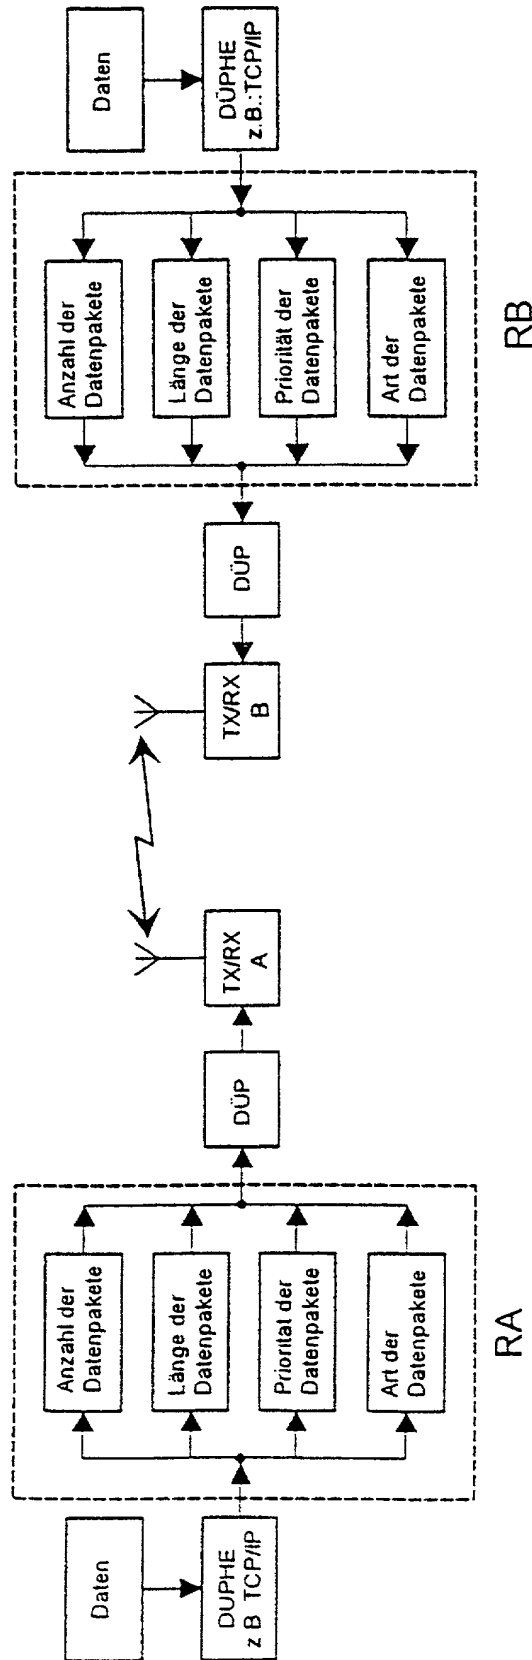 Daten
DUPHE
z B TCP/IP
Anzahl der
Datenpakete
Länge der
Datenpakete
Prioritat der
Datenpakete
Art der
Datenpakete
RA
DÜP
TX/RX
A
TX/RX
B
DÜP
Anzahl der
Datenpakete
Länge der
Datenpakete
Priorität der
Datenpakete
Art der
Datenpakete
RB
Daten
DÜPHE
z.B.:TCP/IP